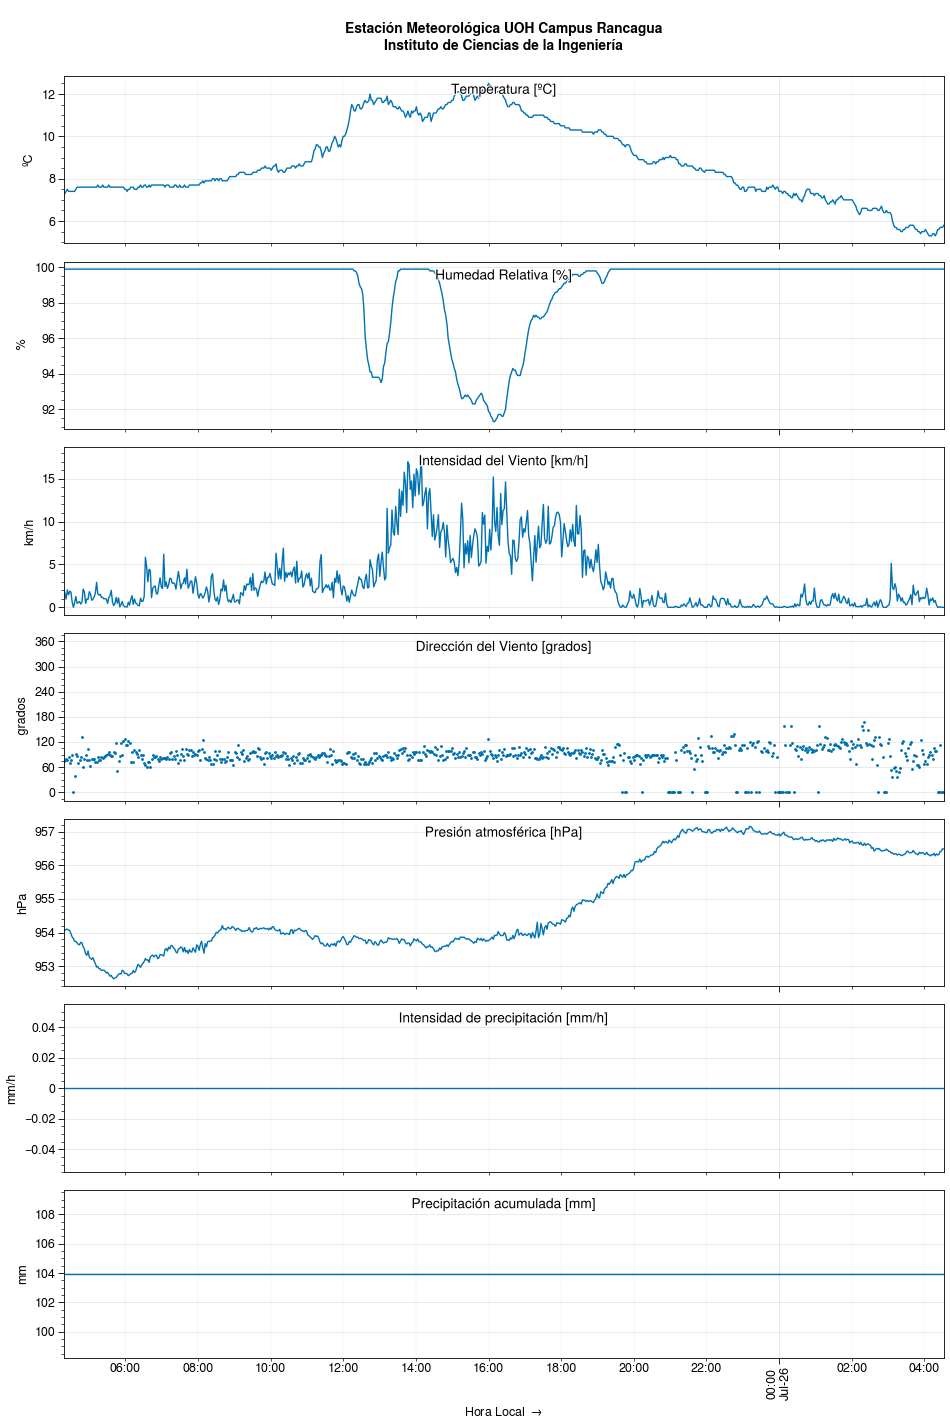 Estación Meteorológica UOH Campus Rancagua
Instituto de Ciencias de la Ingeniería
Temperatura [ºC]
12
10
8
6
ºC
Humedad Relativa [%]
100
98
96
94
92
%
Intensidad del Viento [km/h]
15
10
5
0
km/h
Dirección del Viento [grados]
360
300
240
180
120
60
0
grados
Presión atmosférica [hPa]
957
956
955
954
953
hPa
Intensidad de precipitación [mm/h]
0.04
0.02
0
−0.02
−0.04
mm/h
Precipitación acumulada [mm]
108
106
104
102
100
mm
06:00 08:00 10:00 12:00 14:00 16:00 18:00 20:00 22:00 00:00 02:00 04:00
Jul-26
Hora Local →